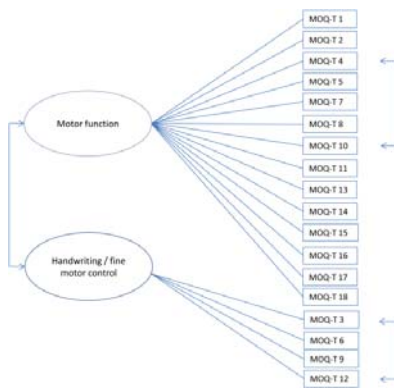 MOQ-T 1
MOQ-T 2
MOQ-T 4
MOQ-T 5
MOQ-T 7
Motor function
MOQ-T 8
MOQ-T 10
MOQ-T 11
MOQ-T 13
MOQ-T 14
MOQ-T 15
MOQ-T 16
Handwriting / fine
motor control
MOQ-T 17
MOQ-T 18
MOQ-T 3
MOQ-T 6
MOQ-T 9
MOQ-T 12